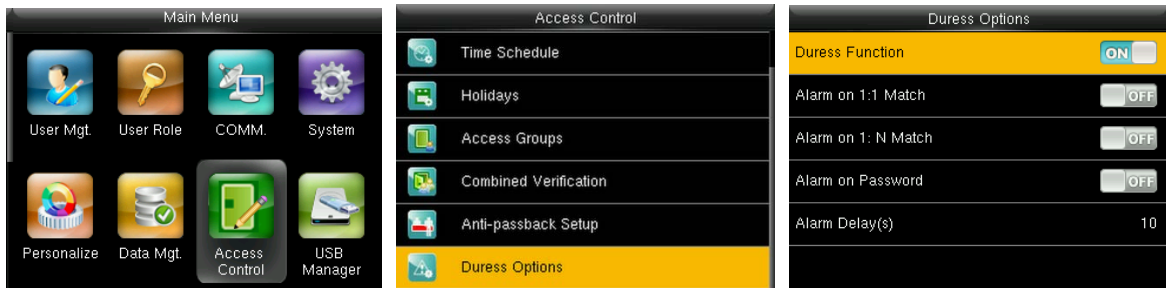 Main Menu
User Mgt.
User Role
COMM.
System
Personalize
Data Mgt.
Access
Control
USB
Manager
Access Control
Time Schedule
Holidays
Access Groups
Combined Verification
Anti-passback Setup
Duress Options
Duress Options
Duress Function ON
Alarm on 1:1 Match OFF
Alarm on 1: N Match OFF
Alarm on Password OFF
Alarm Delay(s) 10